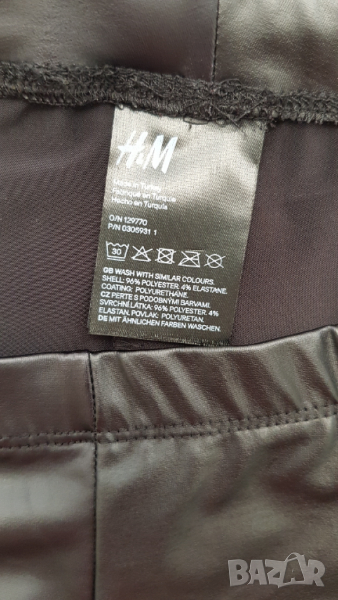 H&M
Made in Turkey
Fabriqué en Turquie
Hecho en Turquía
O/N 129770
P/N 0305931 1
30
GB WASH WITH SIMILAR COLOURS.
SHELL: 96% POLYESTER, 4% ELASTANE.
COATING: POLYURETHANE.
CZ PERTE S PODOBNÝMI BARVAMI.
SVRCHNÍ LÁTKA: 96% POLYESTER, 4%
ELASTAN. POVLAK: POLYURETAN.
DE MIT ÄHNLICHEN FARBEN WASCHEN.
BAZAR.bg